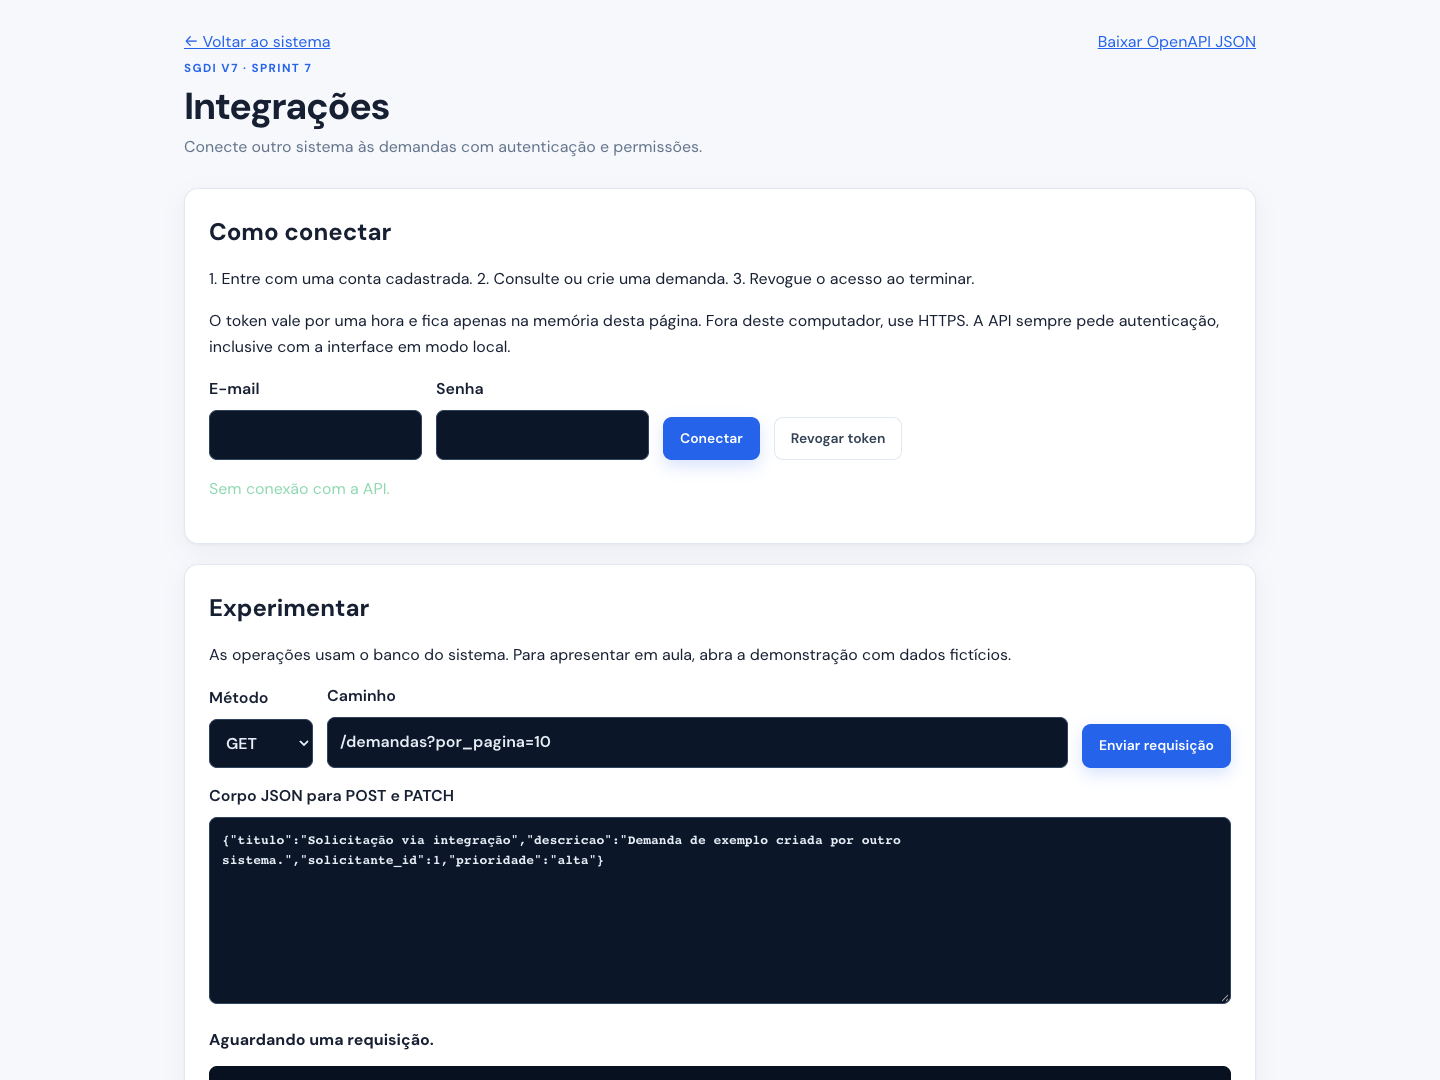 ← Voltar ao sistema
Baixar OpenAPI JSON
SGDI V7 · SPRINT 7
Integrações
Conecte outro sistema às demandas com autenticação e permissões.
Como conectar
1. Entre com uma conta cadastrada. 2. Consulte ou crie uma demanda. 3. Revogue o acesso ao terminar.
O token vale por uma hora e fica apenas na memória desta página. Fora deste computador, use HTTPS. A API sempre pede autenticação,
inclusive com a interface em modo local.
E-mail
Senha
Conectar
Revogar token
Sem conexão com a API.
Experimentar
As operações usam o banco do sistema. Para apresentar em aula, abra a demonstração com dados fictícios.
Método
Caminho
GET
/demandas?por_pagina=10
Enviar requisição
Corpo JSON para POST e PATCH
{"titulo":"Solicitação via integração","descricao":"Demanda de exemplo criada por outro
sistema.","solicitante_id":1,"prioridade":"alta"}
Aguardando uma requisição.